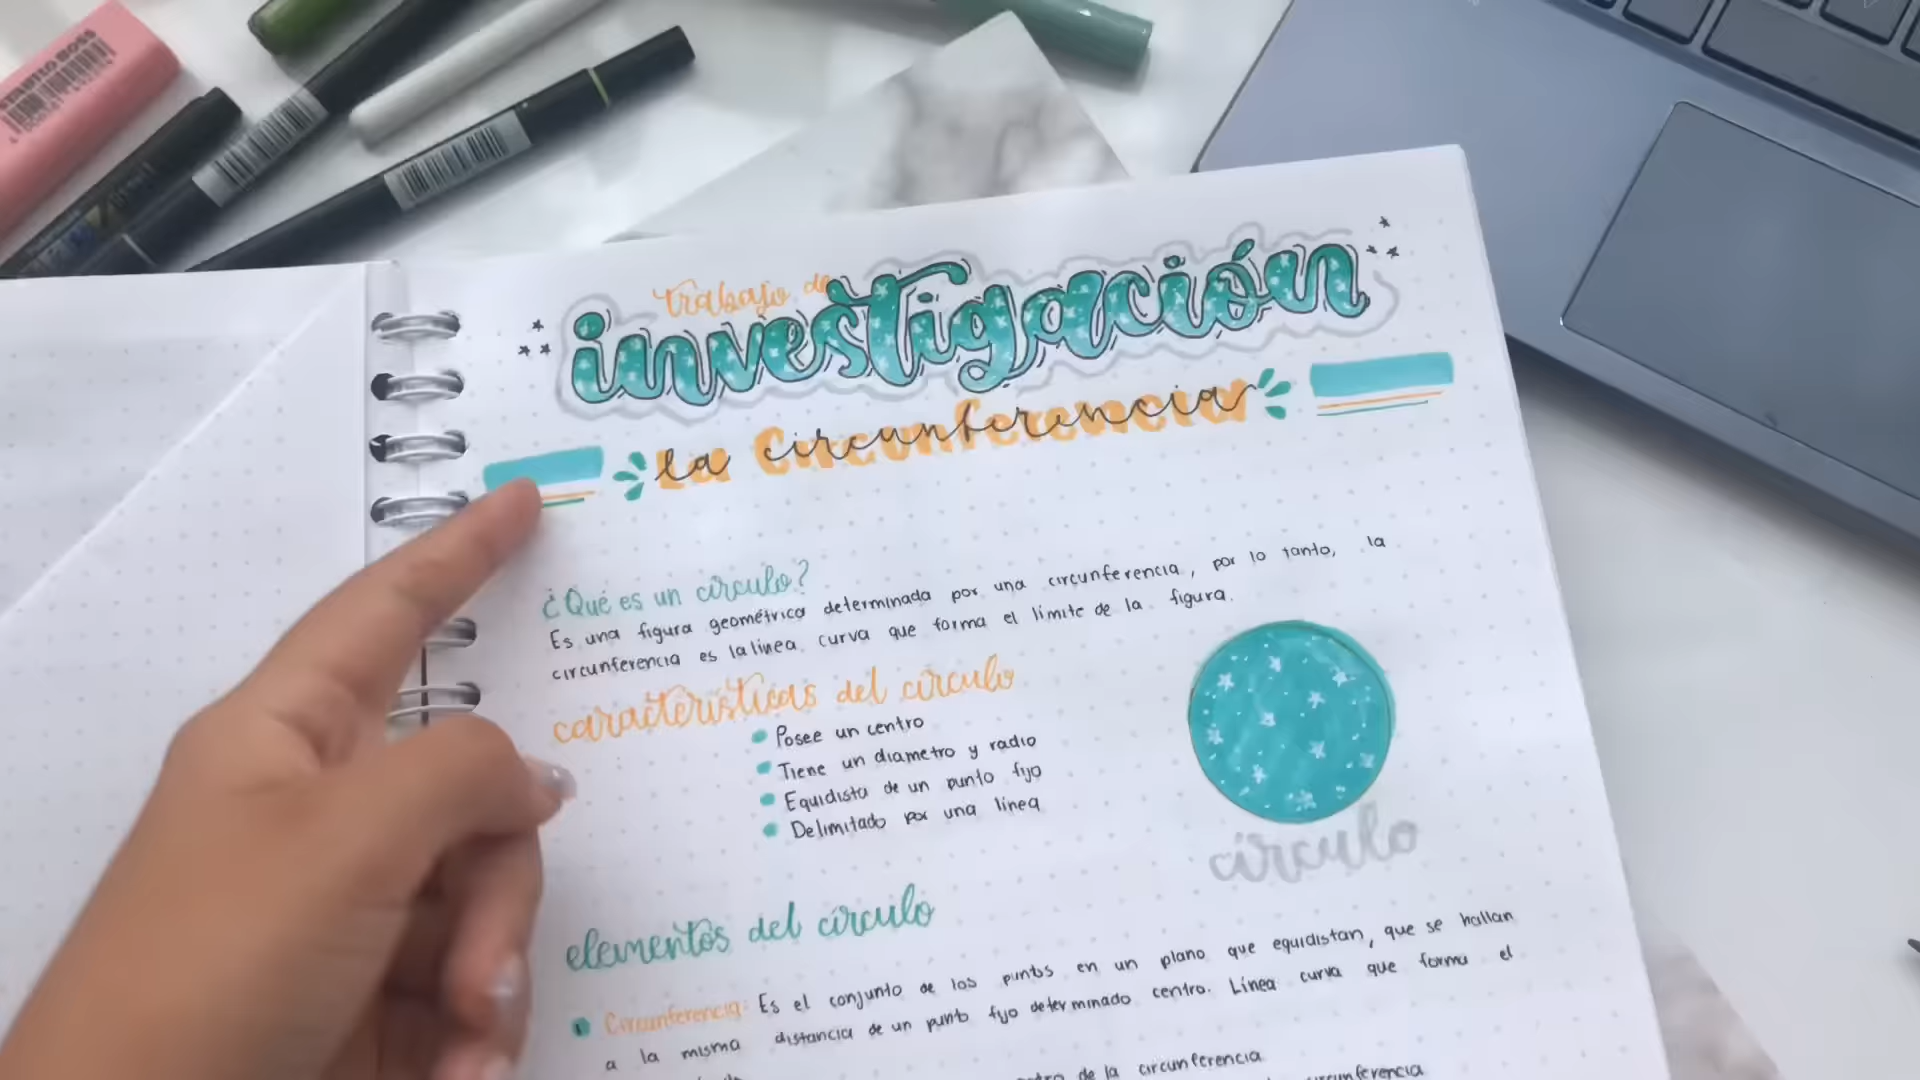 STABILO BOSS
trabajo de
investigación
la circunferencia
¿Qué es un círculo?
Es una figura geométrica determinada por una circunferencia, por lo tanto, la
circunferencia es la línea curva que forma el límite de la figura.
características del círculo
Posee un centro
Tiene un diametro y radio
Equidista de un punto fijo
Delimitado por una línea
círculo
elementos del círculo
Circunferencia: Es el conjunto de los puntos en un plano que equidistan, que se hallan
a la misma distancia de un punto fijo determinado centro. Línea curva que forma el
de la circunferencia
circunferencia